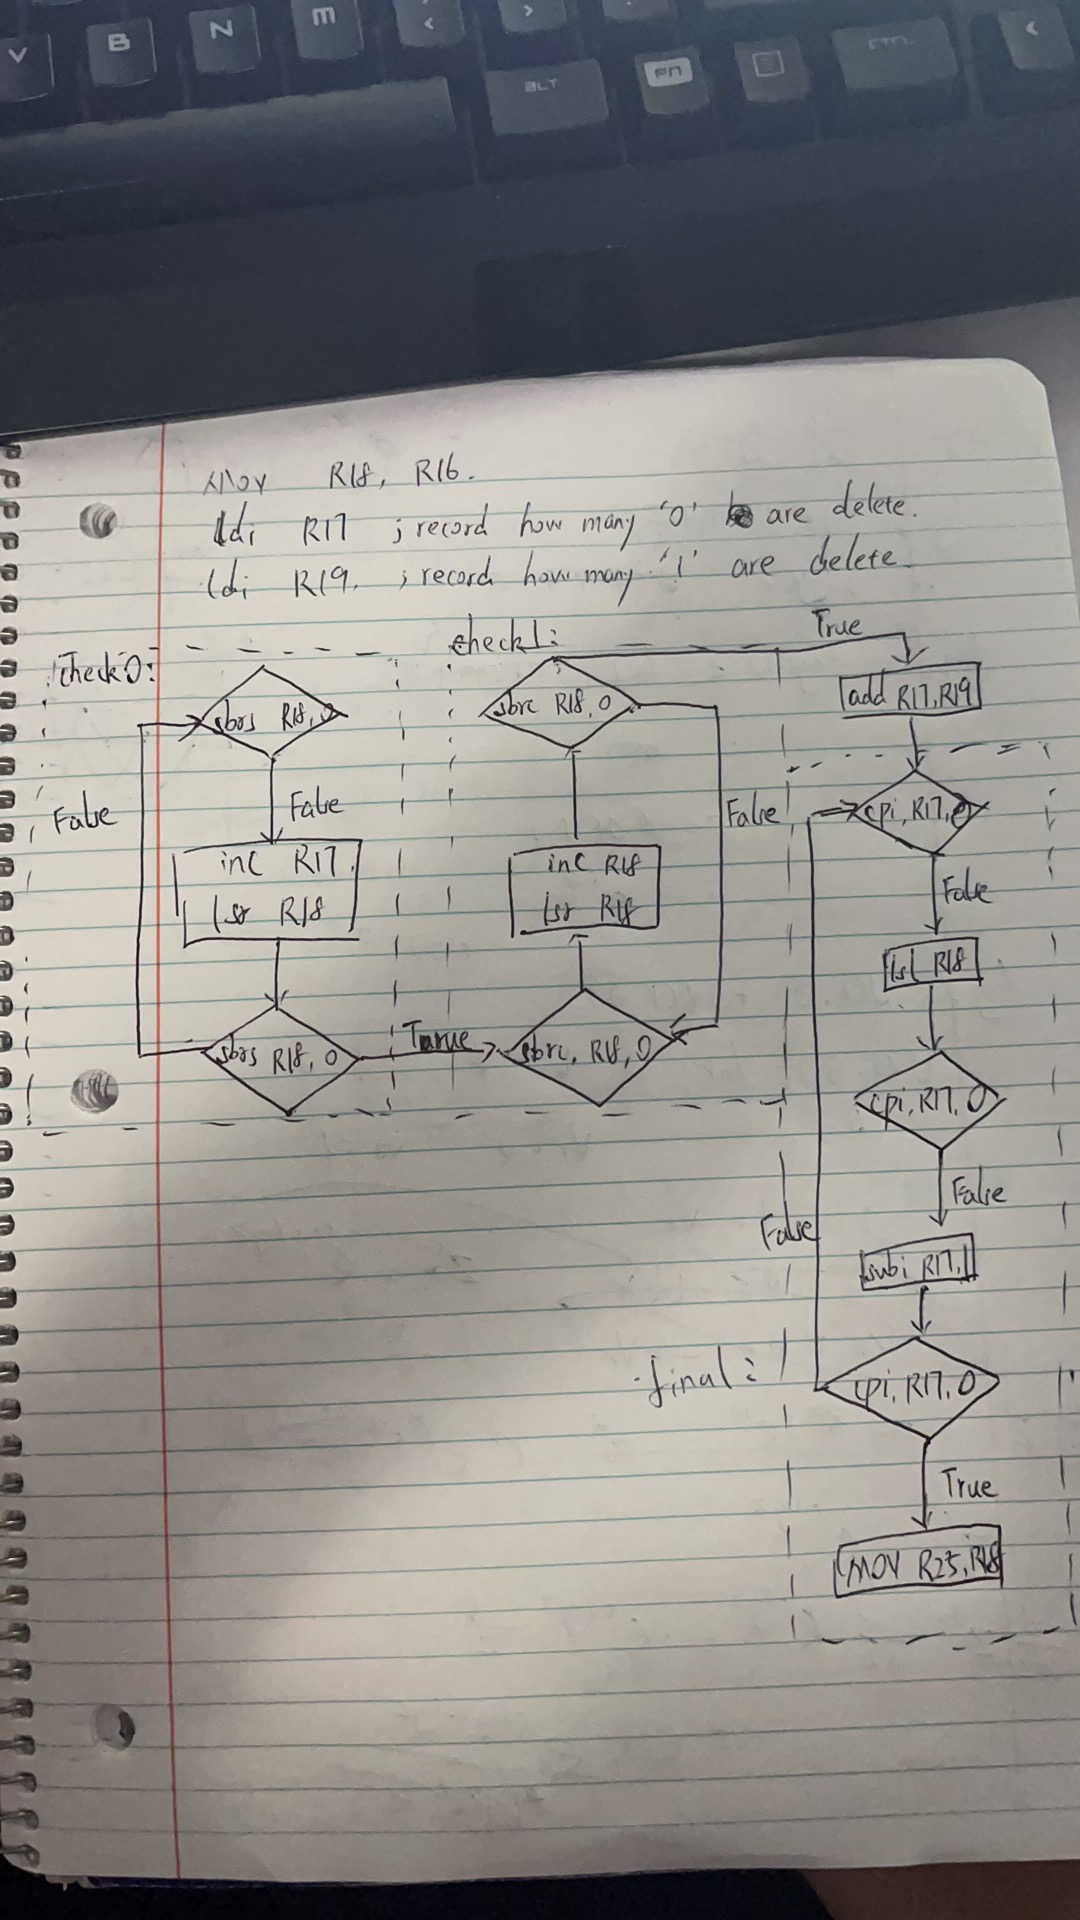 V B N M < > <
ALT FN CTRL
Mov R18, R16.
ldi R17 ; record how many '0' are delete.
ldi R19. ; record how many '1' are delete.
check0:
sbrs R18, 0
False
inc R17.
lsr R18
sbrs R18, 0
False
True
check1:
sbrc R18, 0
inc R18
lsr R18
sbrc, R18, 0
False
True
add R17, R19
cpi, R17, 0
False
lsl R18
cpi, R17, 0
False
subi R17, 1
final:
cpi, R17, 0
False
True
MOV R25, R18